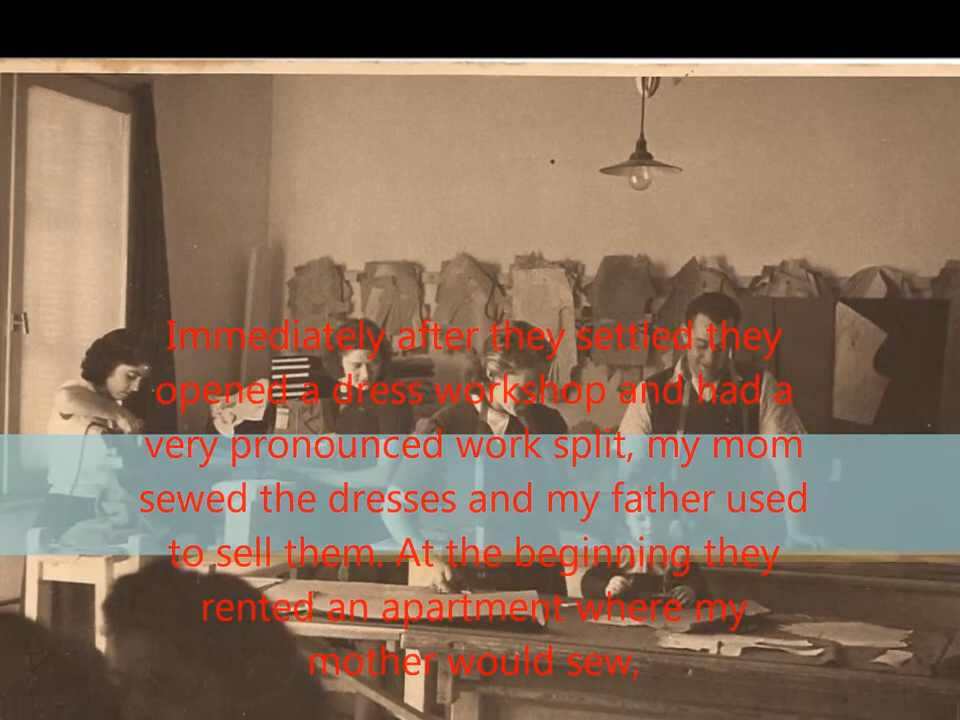 Immediately after they settled they
opened a dress workshop and had a
very pronounced work split, my mom
sewed the dresses and my father used
to sell them. At the beginning they
rented an apartment where my
mother would sew,